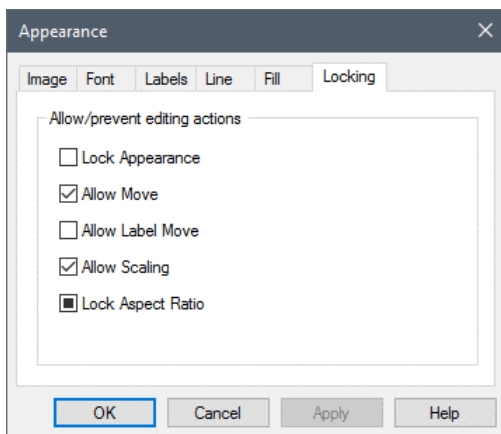 Appearance
Image Font Labels Line Fill Locking
Allow/prevent editing actions
Lock Appearance
Allow Move
Allow Label Move
Allow Scaling
Lock Aspect Ratio
OK Cancel Apply Help